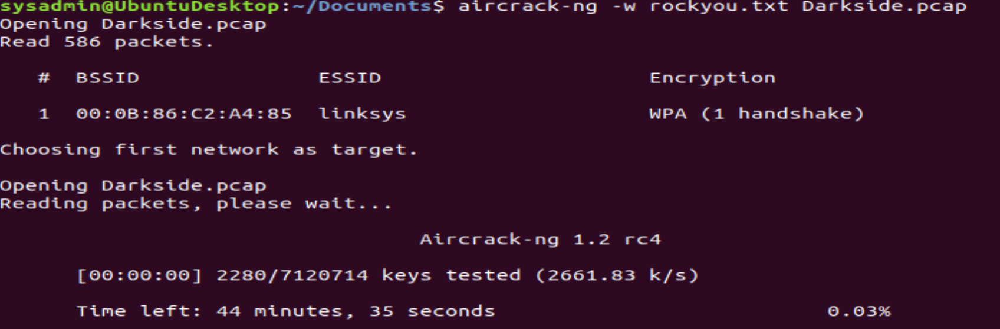 sysadmin@UbuntuDesktop:~/Documents$ aircrack-ng -w rockyou.txt Darkside.pcap
Opening Darkside.pcap
Read 586 packets.
# BSSID ESSID Encryption
1 00:0B:86:C2:A4:85 linksys WPA (1 handshake)
Choosing first network as target.
Opening Darkside.pcap
Reading packets, please wait...
Aircrack-ng 1.2 rc4
[00:00:00] 2280/7120714 keys tested (2661.83 k/s)
Time left: 44 minutes, 35 seconds 0.03%